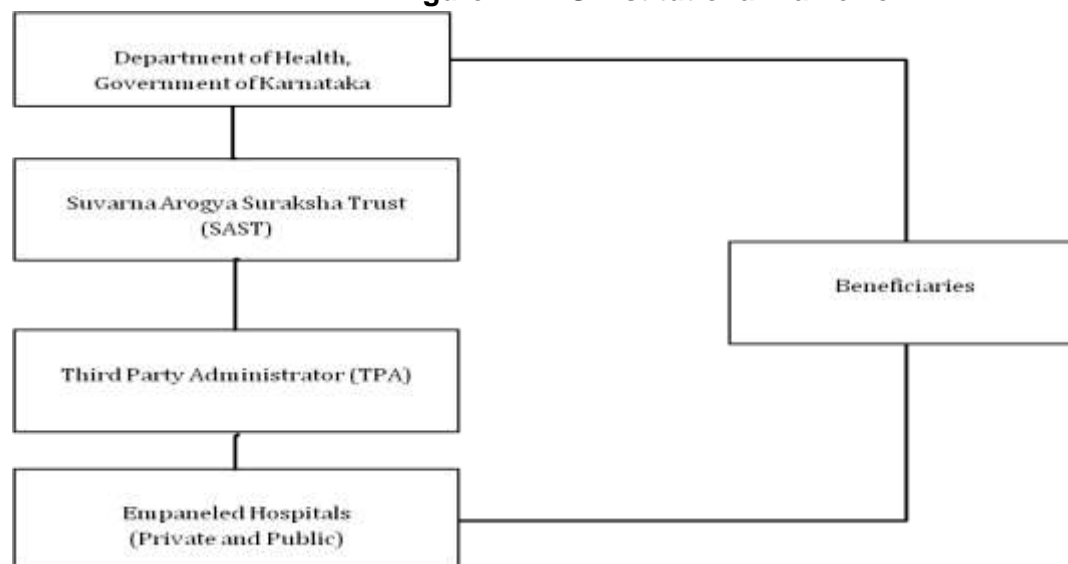 Department of Health,
Government of Karnataka
Suvarna Arogya Suraksha Trust
(SAST)
Beneficiaries
Third Party Administrator (TPA)
Empaneled Hospitals
(Private and Public)